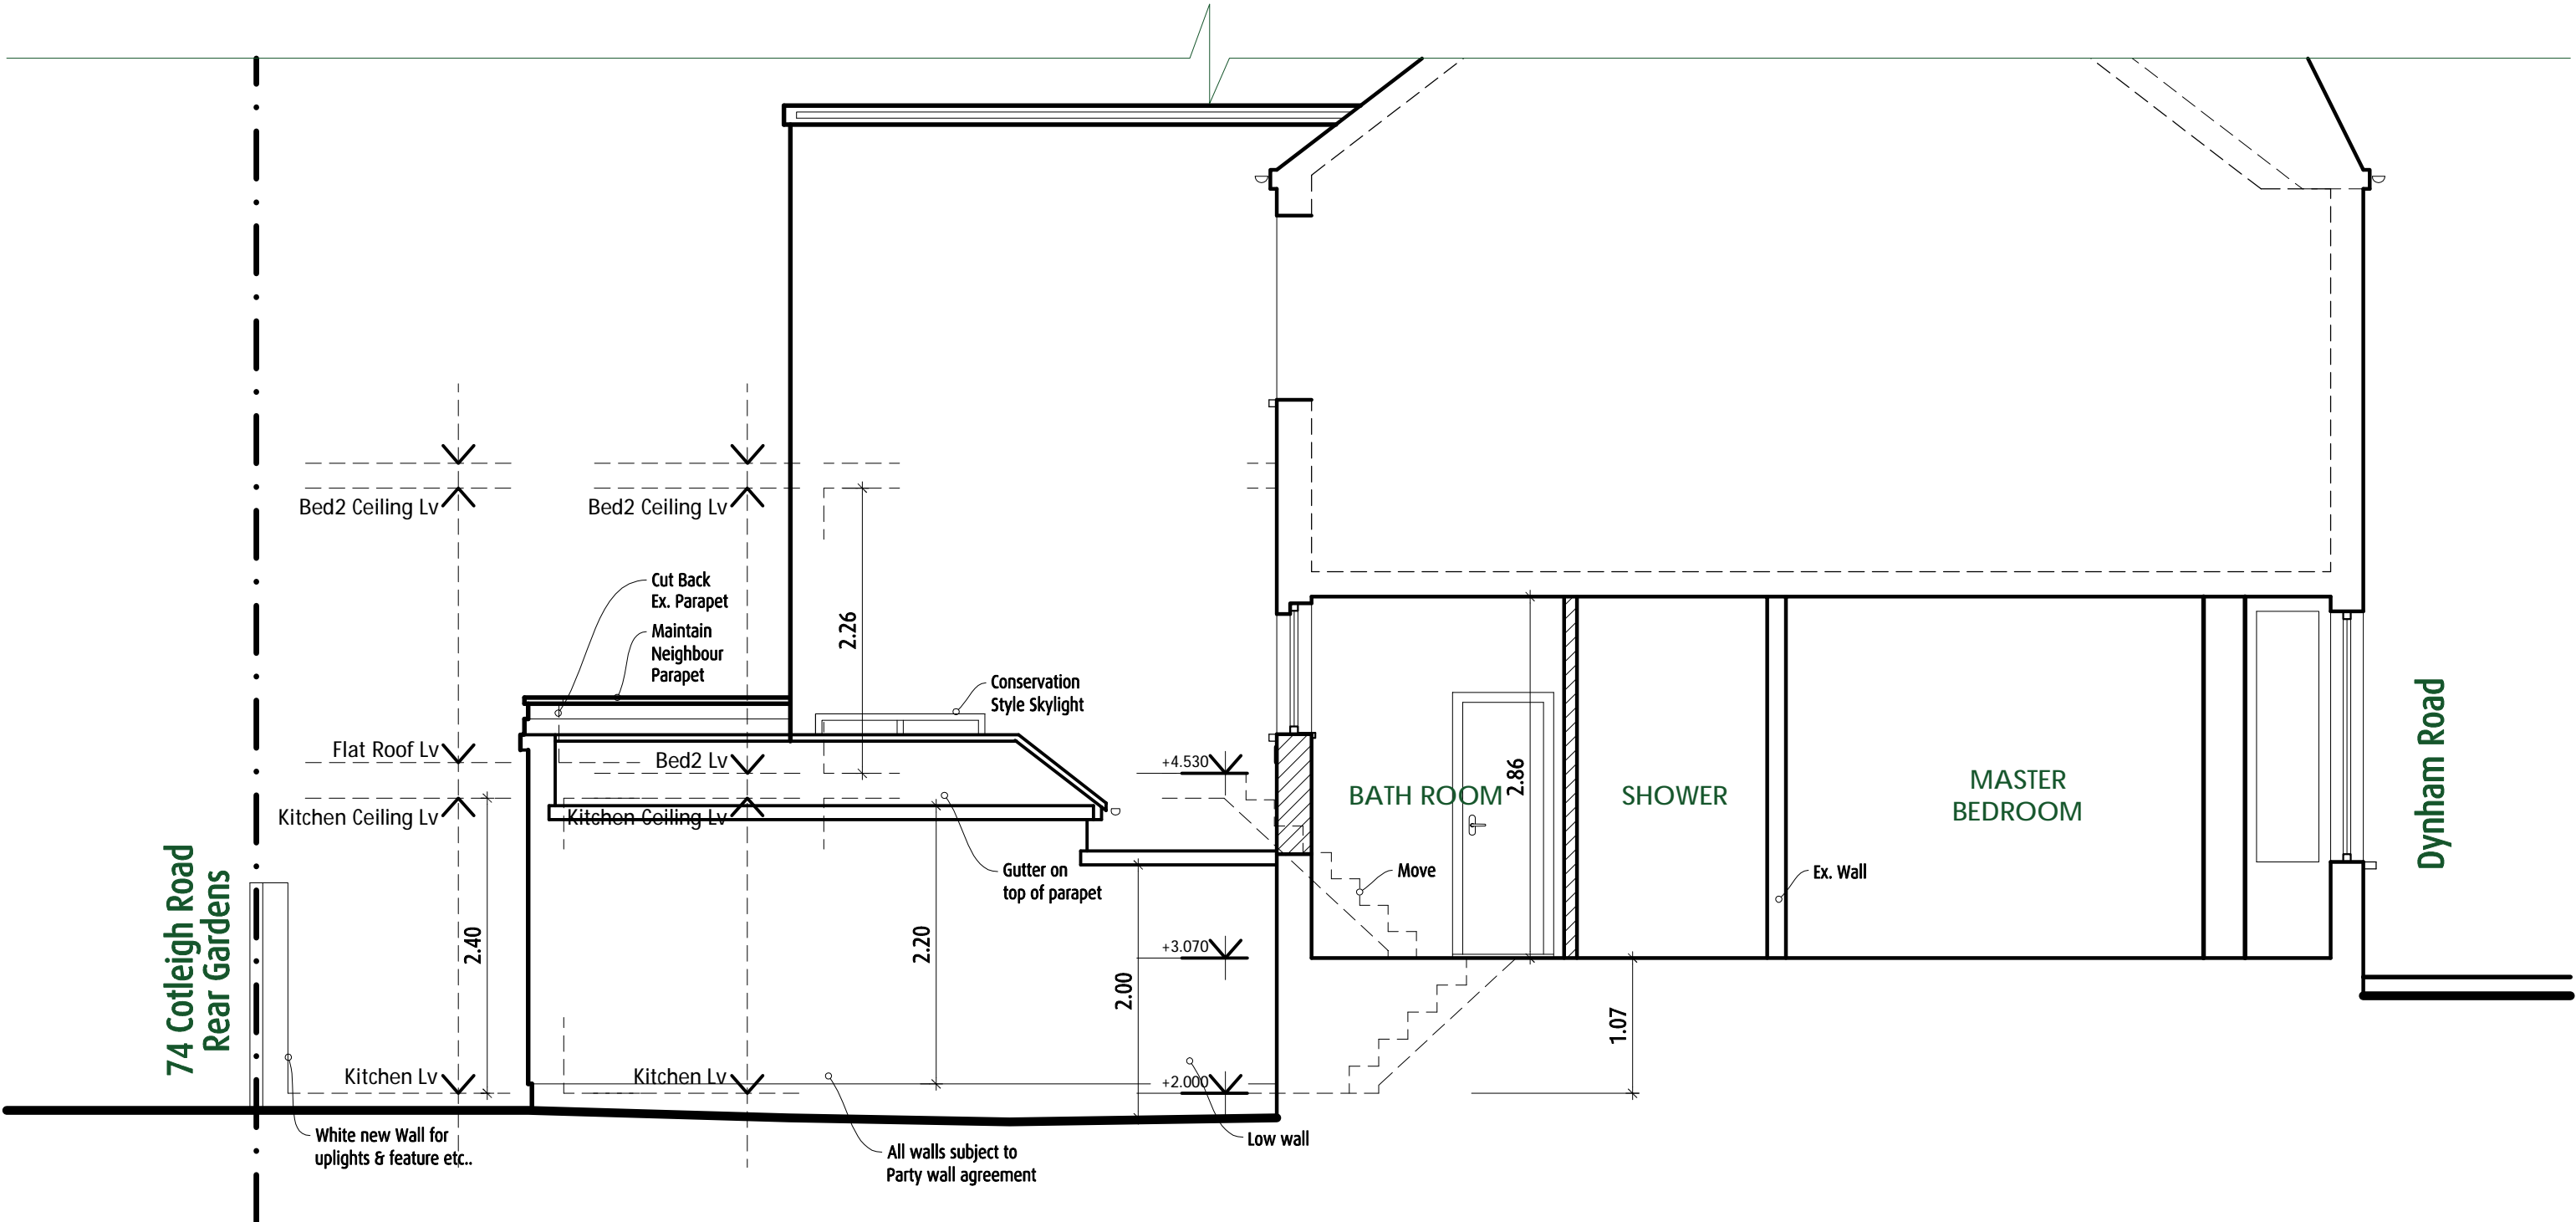 Bed2 Ceiling Lv
Bed2 Ceiling Lv
Cut Back
Ex. Parapet
Maintain
Neighbour
Parapet
2.26
Conservation
Style Skylight
Flat Roof Lv
Bed2 Lv
Kitchen Ceiling Lv
Kitchen Ceiling Lv
+4.530
BATH ROOM
2.86
SHOWER
MASTER
BEDROOM
Dynham Road
Gutter on
top of parapet
Move
Ex. Wall
74 Cotleigh Road
Rear Gardens
2.40
2.20
2.00
+3.070
1.07
Kitchen Lv
Kitchen Lv
+2.000
White new Wall for
uplights & feature etc..
All walls subject to
Party wall agreement
Low wall